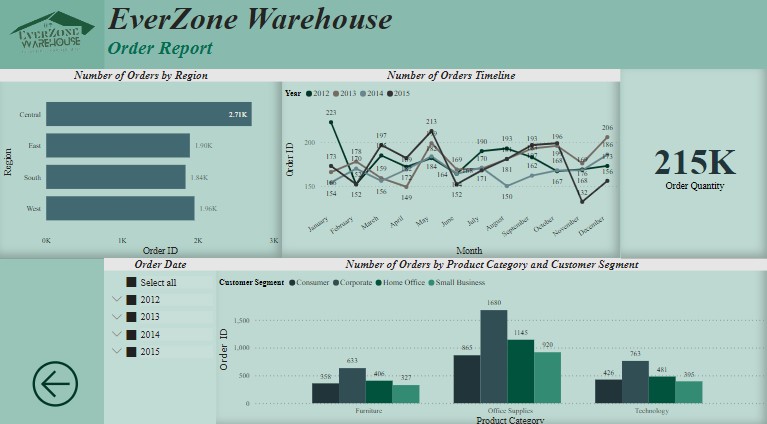 EverZone Warehouse
EVERZONE
WAREHOUSE
Order Report
Number of Orders by Region
Region
Central
2.71K
East
1.90K
South
1.84K
West
1.96K
0K
1K
2K
3K
Order ID
Number of Orders Timeline
Year 2012 2013 2014 2015
Order ID
200
150
223
213
206
197
193
193
196
190
186
178
173
170
169
170
181
184
182
173
172
171
164
168
167
162
159
156
156
154
152
152
150
149
132
176
168
January
February
March
April
May
June
July
August
September
October
November
December
Month
215K
Order Quantity
Order Date
Select all
2012
2013
2014
2015
Number of Orders by Product Category and Customer Segment
Customer Segment Consumer Corporate Home Office Small Business
Order ID
1,500
1,000
500
0
358
633
406
327
Furniture
865
1680
1145
920
Office Supplies
426
763
481
395
Technology
Product Category